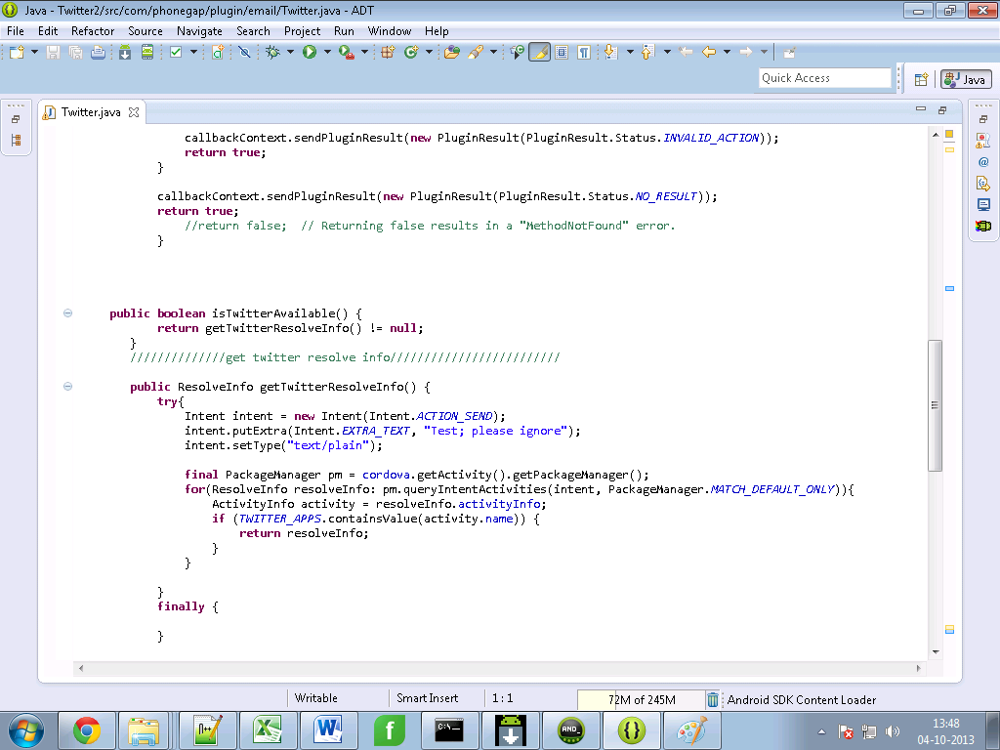 Java - Twitter2/src/com/phonegap/plugin/email/Twitter.java - ADT
File Edit Refactor Source Navigate Search Project Run Window Help
Quick Access
Java
Twitter.java
callbackContext.sendPluginResult(new PluginResult(PluginResult.Status.INVALID_ACTION));
return true;
}
callbackContext.sendPluginResult(new PluginResult(PluginResult.Status.NO_RESULT));
return true;
//return false;  // Returning false results in a "MethodNotFound" error.
}
public boolean isTwitterAvailable() {
return getTwitterResolveInfo() != null;
}
//////////////get twitter resolve info/////////////////////////
public ResolveInfo getTwitterResolveInfo() {
try{
Intent intent = new Intent(Intent.ACTION_SEND);
intent.putExtra(Intent.EXTRA_TEXT, "Test; please ignore");
intent.setType("text/plain");
final PackageManager pm = cordova.getActivity().getPackageManager();
for(ResolveInfo resolveInfo: pm.queryIntentActivities(intent, PackageManager.MATCH_DEFAULT_ONLY)){
ActivityInfo activity = resolveInfo.activityInfo;
if (TWITTER_APPS.containsValue(activity.name)) {
return resolveInfo;
}
}
}
finally {
}
Writable Smart Insert 1 : 1 72M of 245M Android SDK Content Loader
13:48
04-10-2013